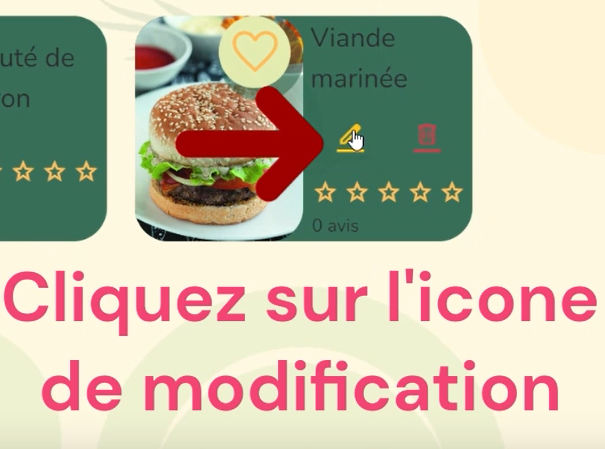 uté de
on
Viande
marinée
0 avis
Cliquez sur l'icone
de modification